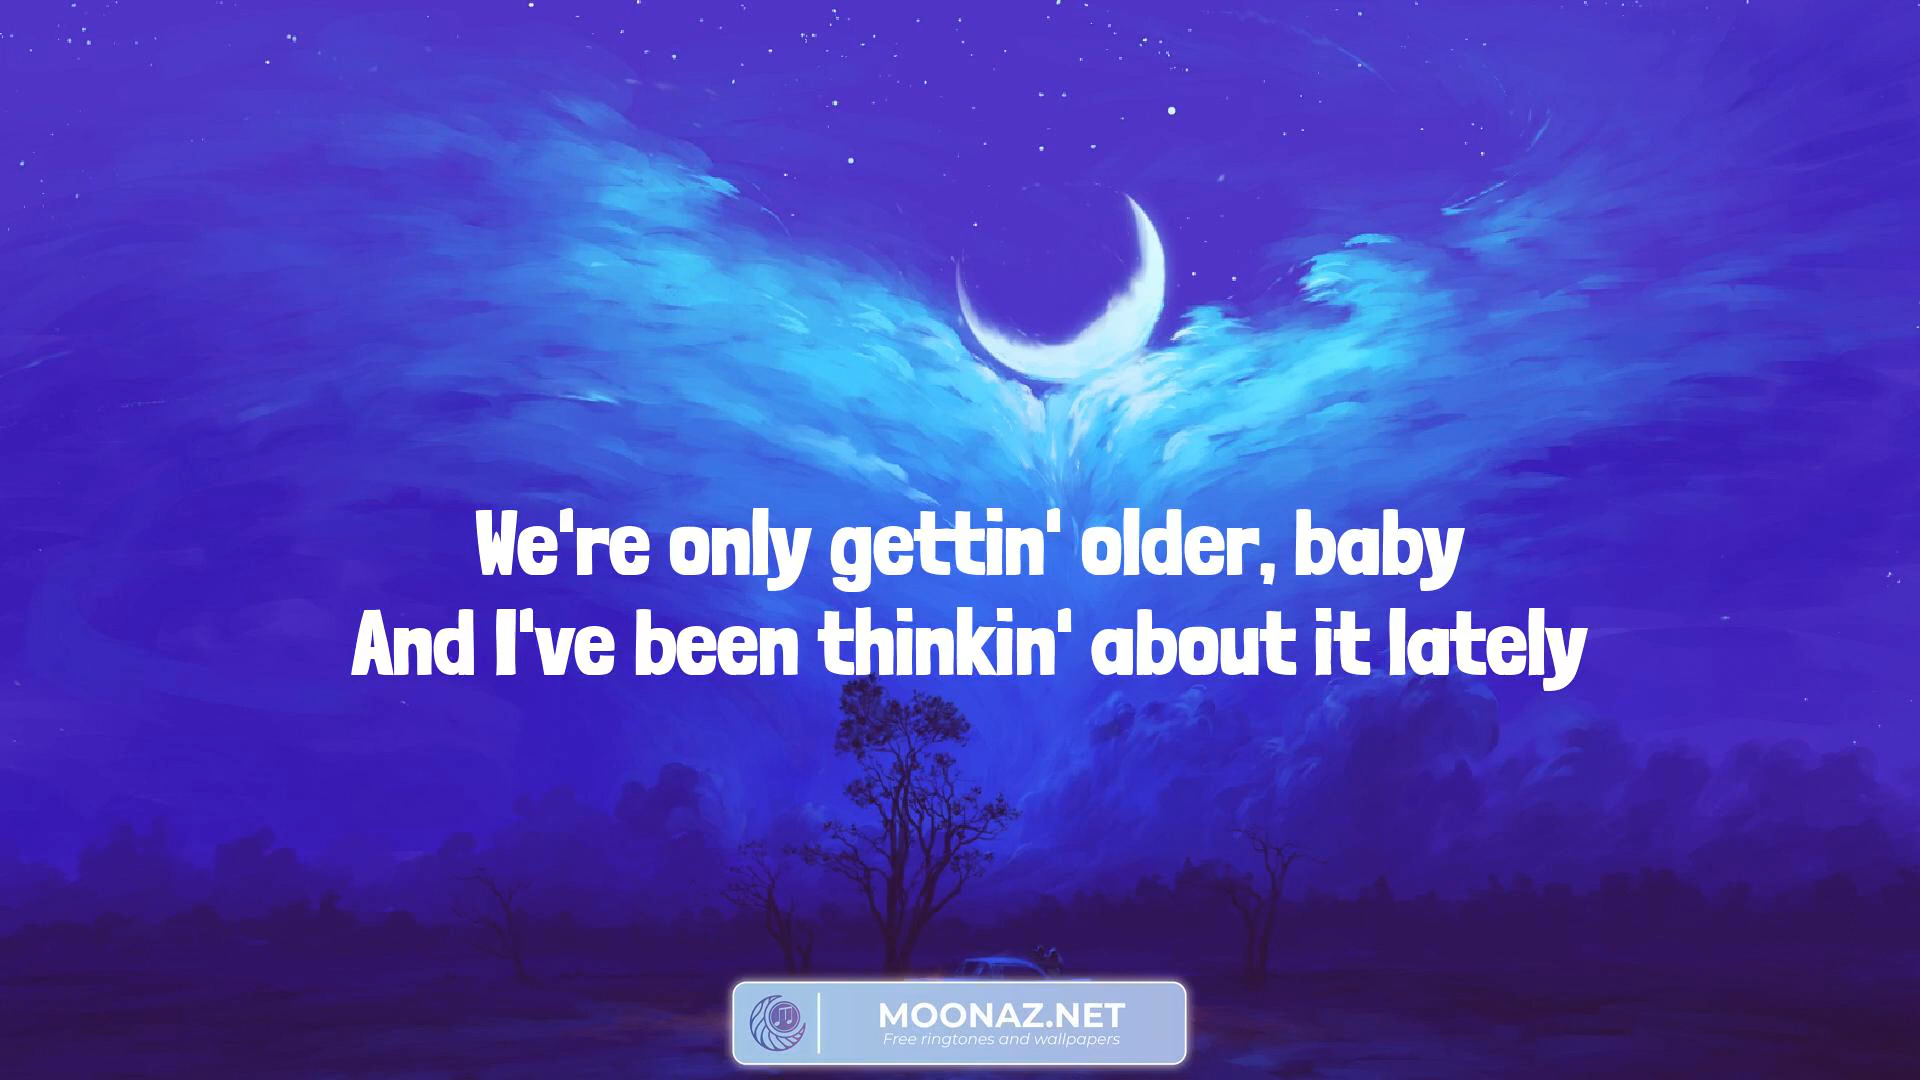 We're only gettin' older, baby
And I've been thinkin' about it lately
MOONAZ.NET
Free ringtones and wallpapers